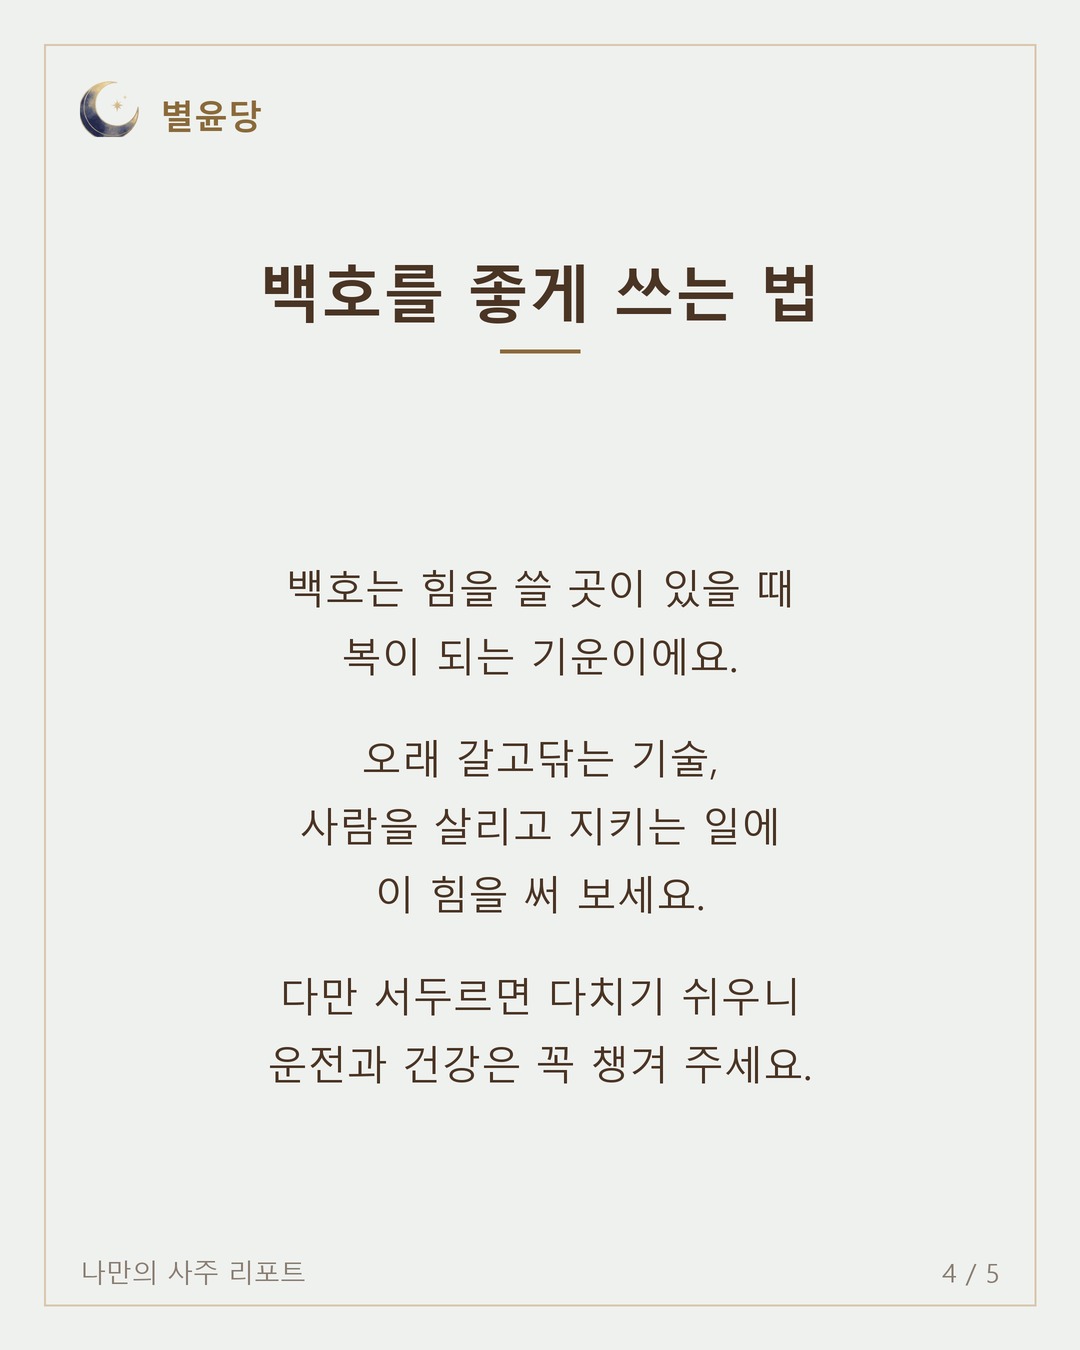 별윤당
백호를 좋게 쓰는 법
백호는 힘을 쓸 곳이 있을 때
복이 되는 기운이에요.
오래 갈고닦는 기술,
사람을 살리고 지키는 일에
이 힘을 써 보세요.
다만 서두르면 다치기 쉬우니
운전과 건강은 꼭 챙겨 주세요.
나만의 사주 리포트
4 / 5